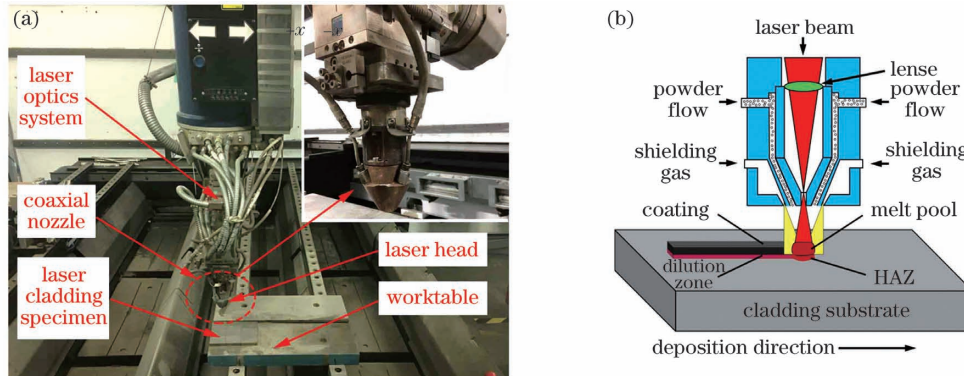 (a)
x
laser
optics
system
coaxial
nozzle
laser
cladding
specimen
laser head
worktable
(b)
laser beam
lense
powder
flow
powder
flow
shielding
gas
shielding
gas
coating
melt pool
dilution
zone
HAZ
cladding substrate
deposition direction